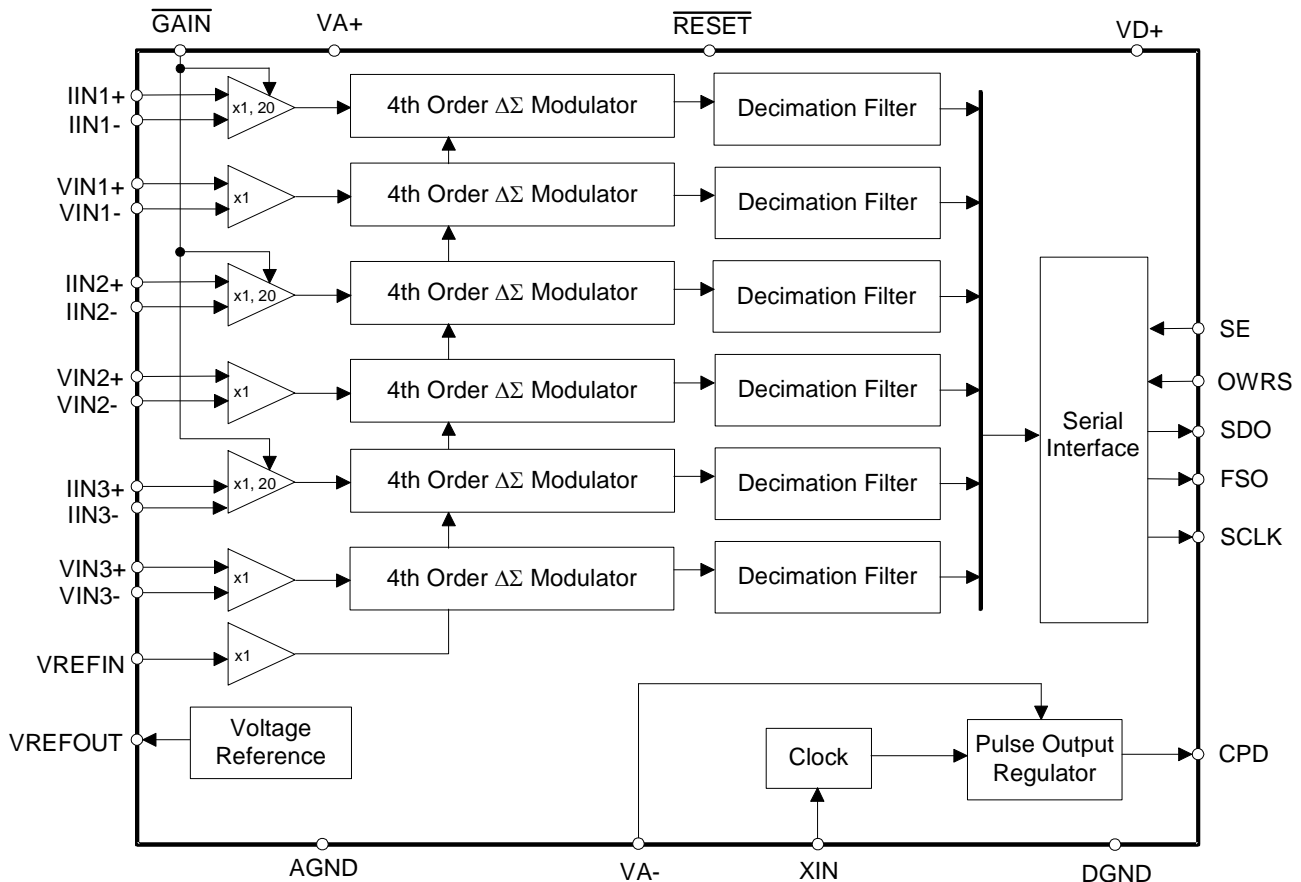 GAIN
VA+
RESET
VD+
IIN1+
IIN1-
x1, 20
4th Order ΔΣ Modulator
Decimation Filter
VIN1+
VIN1-
x1
4th Order ΔΣ Modulator
Decimation Filter
IIN2+
IIN2-
x1, 20
4th Order ΔΣ Modulator
Decimation Filter
VIN2+
VIN2-
x1
4th Order ΔΣ Modulator
Decimation Filter
IIN3+
IIN3-
x1, 20
4th Order ΔΣ Modulator
Decimation Filter
VIN3+
VIN3-
x1
4th Order ΔΣ Modulator
Decimation Filter
Serial
Interface
SE
OWRS
SDO
FSO
SCLK
VREFIN
x1
VREFOUT
Voltage
Reference
Clock
Pulse Output
Regulator
CPD
AGND
VA-
XIN
DGND